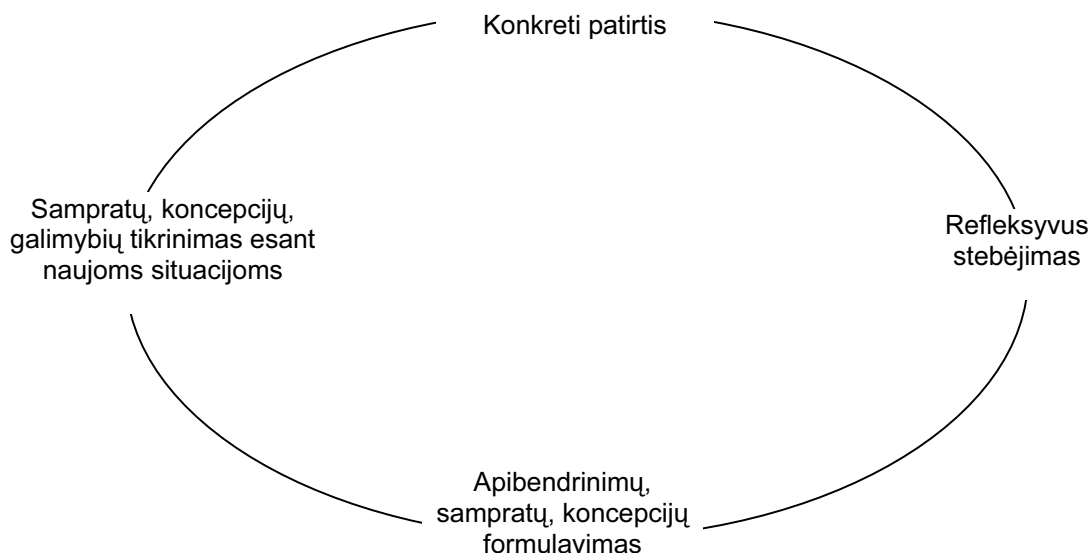 Konkreti patirtis
Sampratų, koncepcijų,
galimybių tikrinimas esant
naujoms situacijoms
Refleksyvus
stebėjimas
Apibendrinimų,
sampratų, koncepcijų
formulavimas